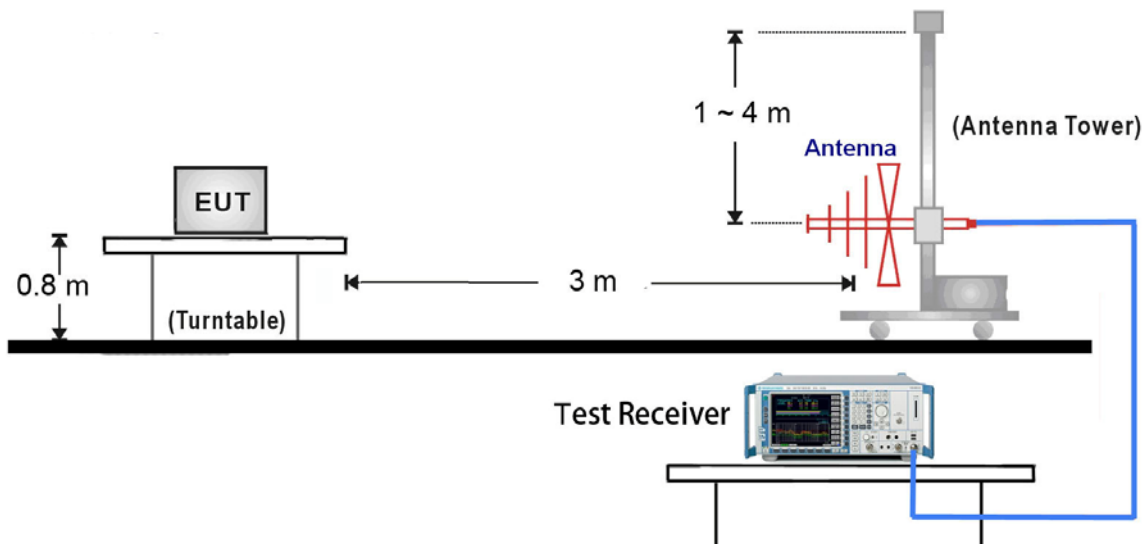 1 ~ 4 m
(Antenna Tower)
Antenna
EUT
0.8 m
3 m
(Turntable)
Test Receiver